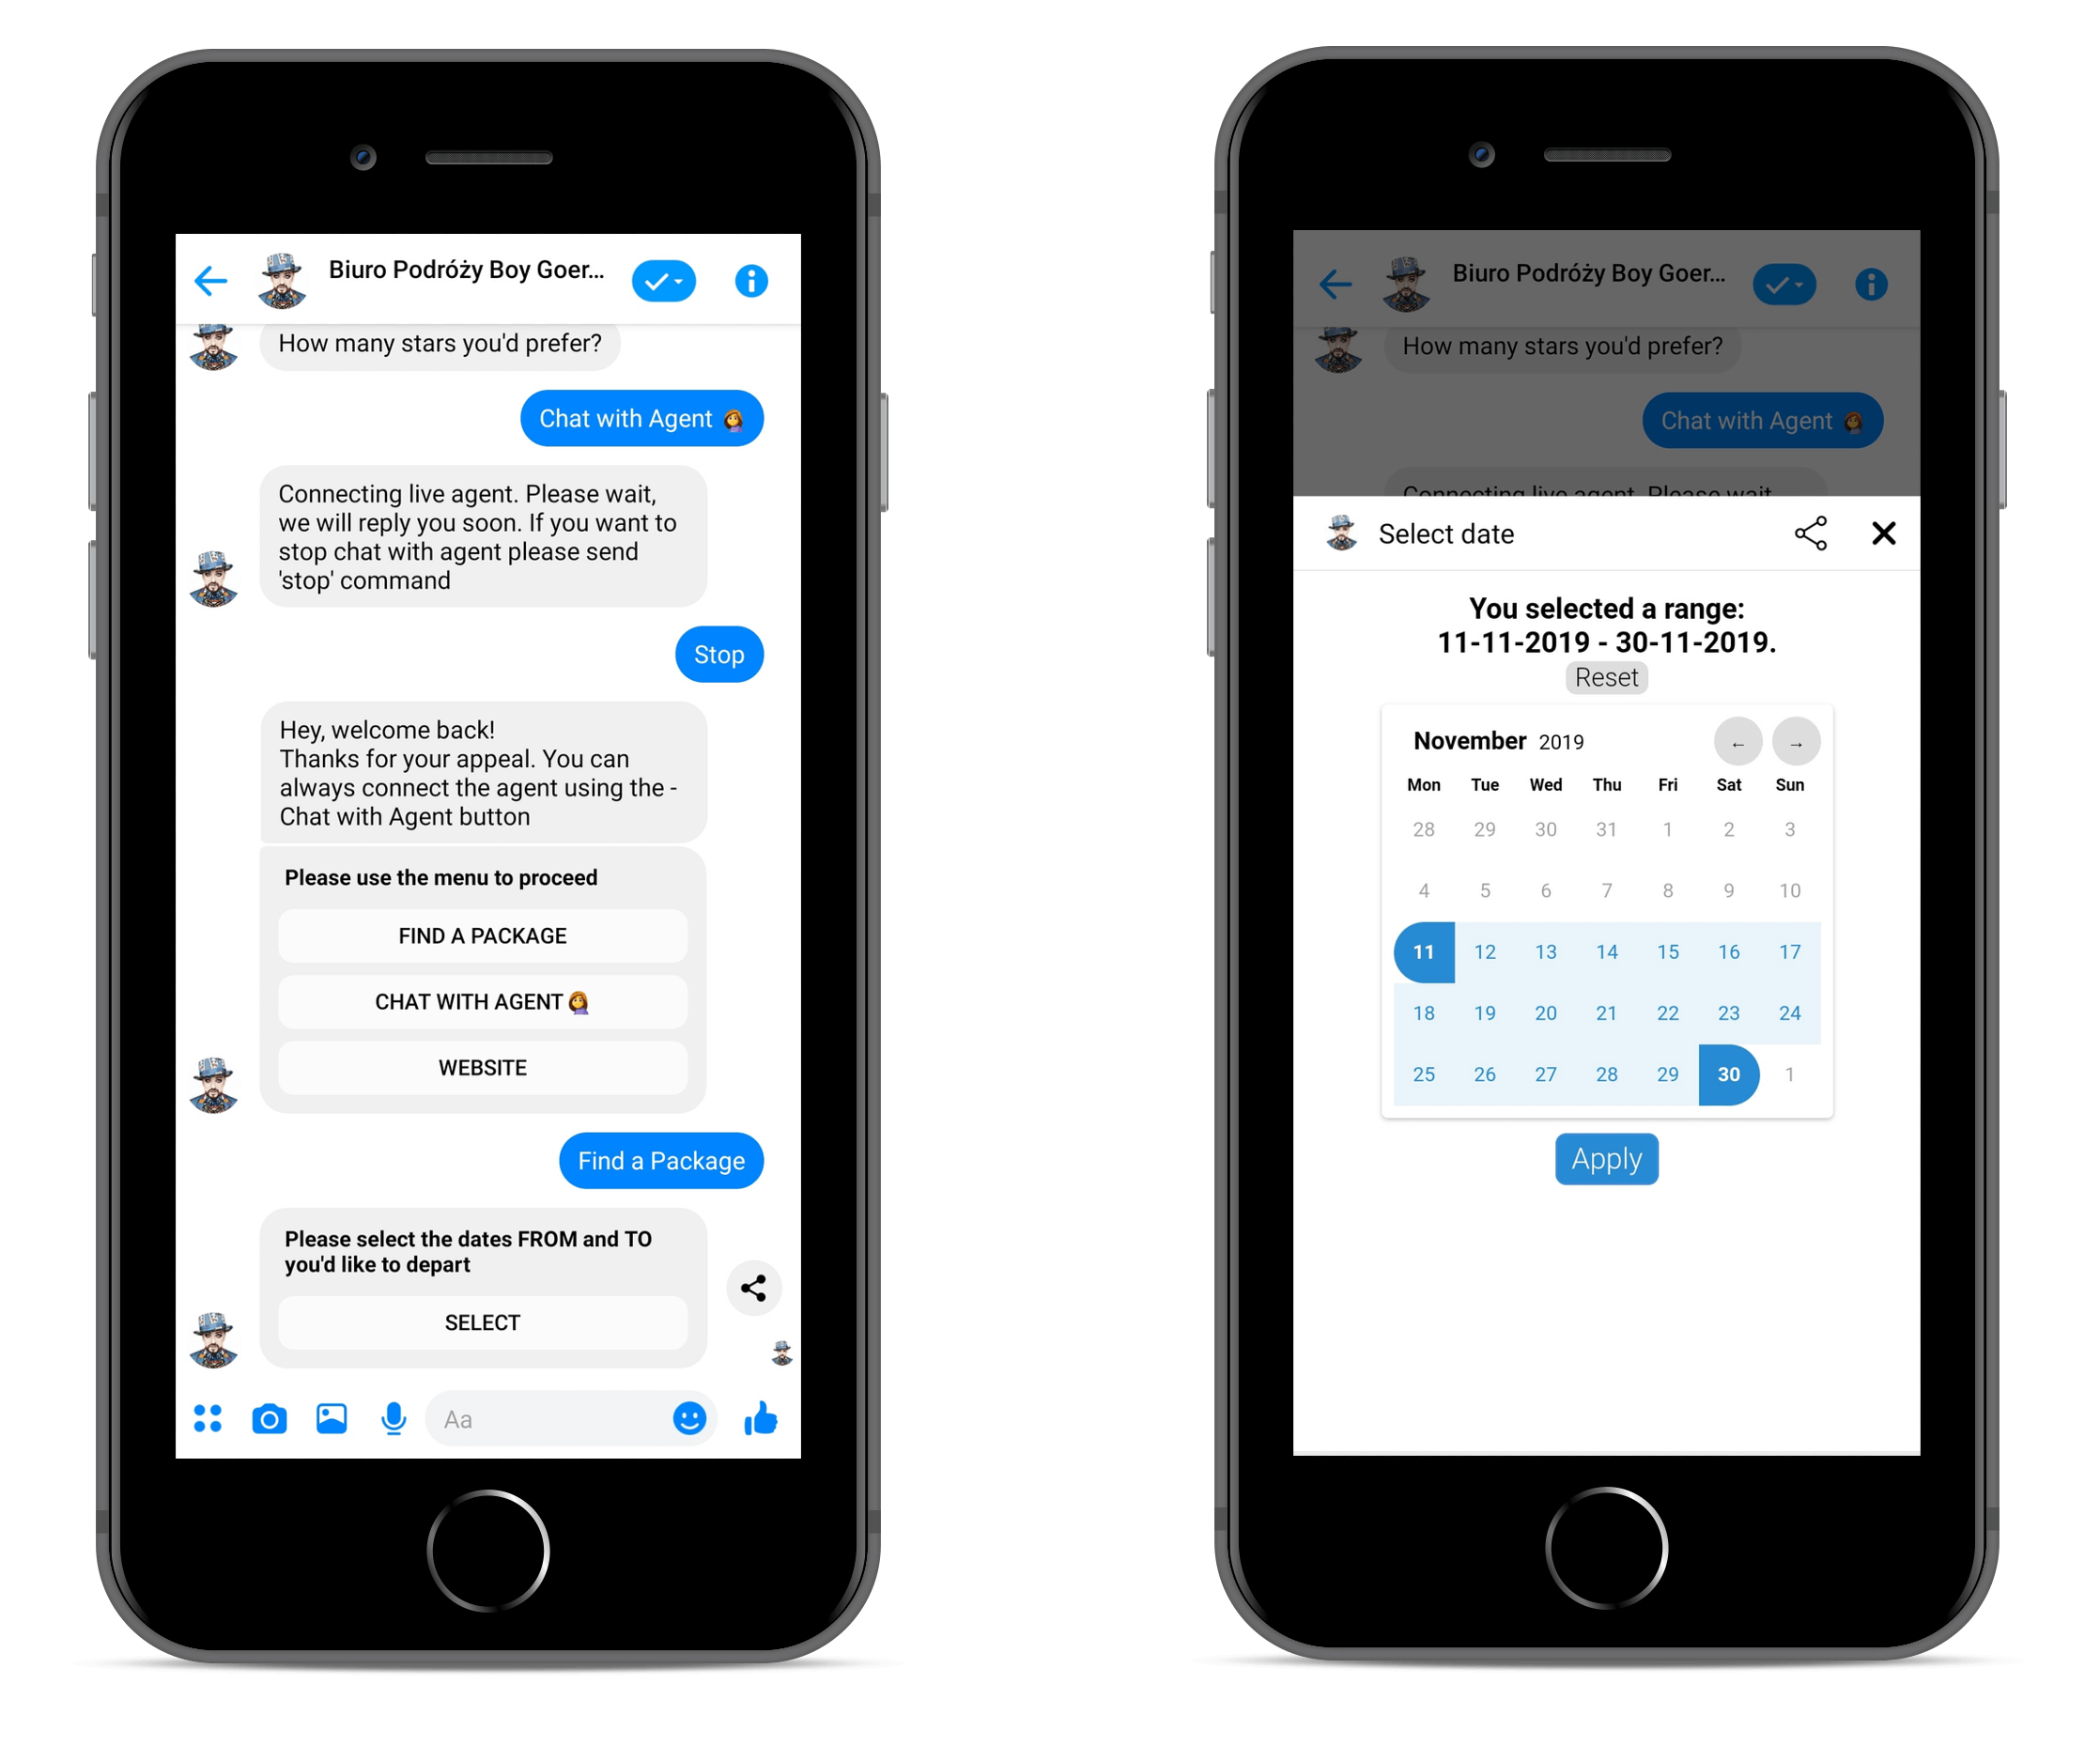 Biuro Podróży Boy Goer...
How many stars you'd prefer?
Chat with Agent
Connecting live agent. Please wait,
we will reply you soon. If you want to
stop chat with agent please send
'stop' command
Stop
Hey, welcome back!
Thanks for your appeal. You can
always connect the agent using the -
Chat with Agent button
Please use the menu to proceed
FIND A PACKAGE
CHAT WITH AGENT
WEBSITE
Find a Package
Please select the dates FROM and TO
you'd like to depart
SELECT
Aa
Biuro Podróży Boy Goer...
How many stars you'd prefer?
Chat with Agent
Connecting live agent. Please wait
Select date
You selected a range:
11-11-2019 - 30-11-2019.
Reset
November 2019
← →
Mon Tue Wed Thu Fri Sat Sun
28 29 30 31 1 2 3
4 5 6 7 8 9 10
11 12 13 14 15 16 17
18 19 20 21 22 23 24
25 26 27 28 29 30 1
Apply